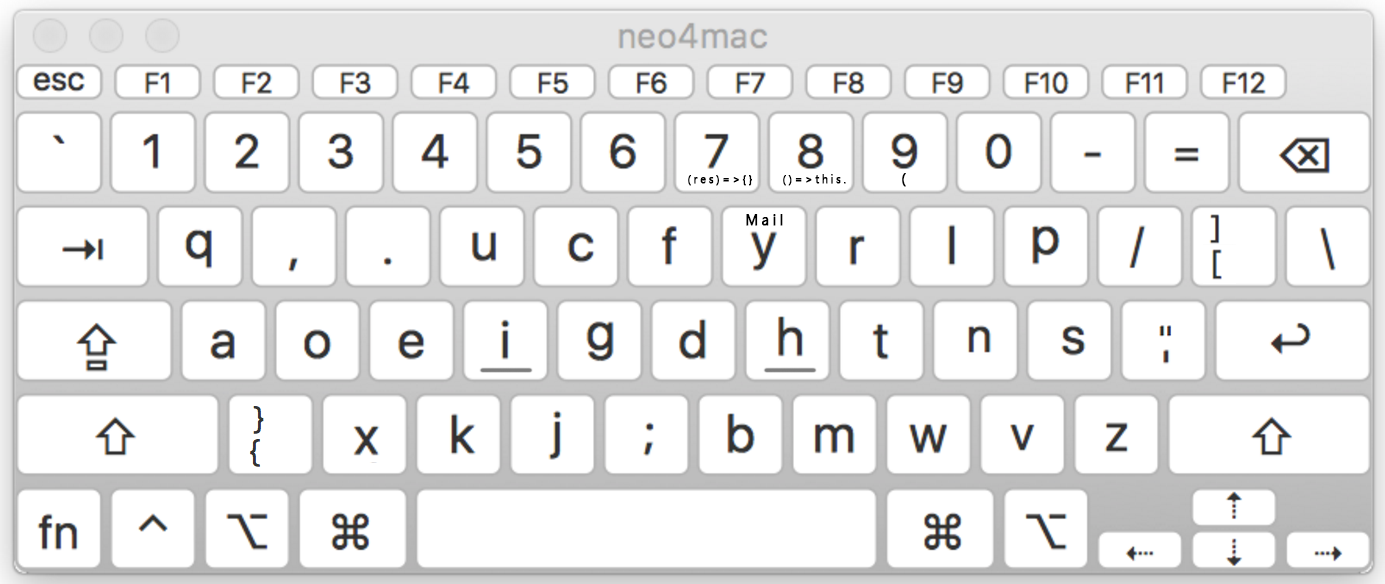 neo4mac
esc F1 F2 F3 F4 F5 F6 F7 F8 F9 F10 F11 F12
` 1 2 3 4 5 6 7 8 9 0 - = ⌫
(res)=>{} ()=>this. (
Mail
⇥ q , . u c f y r l p / ] [ \
⇪ a o e i g d h t n s " ' ↩
⇧ } { x k j ; b m w v z ⇧
fn ^ ⌥ ⌘ ⌘ ⌥ ⇠ ⇡ ⇣ ⇢